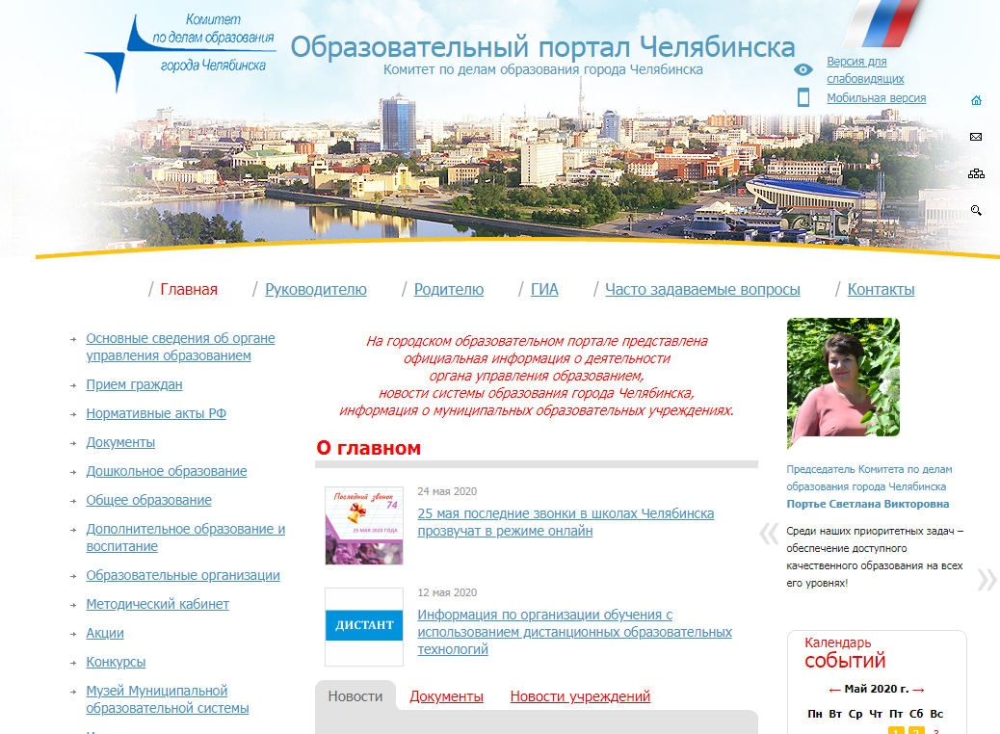 Комитет
по делам образования
города Челябинска
Образовательный портал Челябинска
Комитет по делам образования города Челябинска
Версия для
слабовидящих
Мобильная версия
/ Главная
/ Руководителю
/ Родителю
/ ГИА
/ Часто задаваемые вопросы
/ Контакты
Основные сведения об органе
управления образованием
Прием граждан
Нормативные акты РФ
Документы
Дошкольное образование
Общее образование
Дополнительное образование и
воспитание
Образовательные организации
Методический кабинет
Акции
Конкурсы
Музей Муниципальной
образовательной системы
На городском образовательном портале представлена
официальная информация о деятельности
органа управления образованием,
новости системы образования города Челябинска,
информация о муниципальных образовательных учреждениях.
О главном
Последний звонок
74
25 МАЯ 2020 ГОДА
24 мая 2020
25 мая последние звонки в школах Челябинска
прозвучат в режиме онлайн
ДИСТАНТ
12 мая 2020
Информация по организации обучения с
использованием дистанционных образовательных
технологий
Новости
Документы
Новости учреждений
Председатель Комитета по делам
образования города Челябинска
Портье Светлана Викторовна
« Среди наших приоритетных задач –
обеспечение доступного
качественного образования на всех
его уровнях! »
Календарь
событий
← Май 2020 г. →
Пн Вт Ср Чт Пт Сб Вс
1 2 3